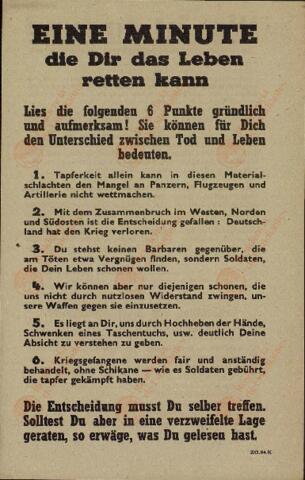 EINE MINUTE
die Dir das Leben
retten kann
Lies die folgenden 6 Punkte gründlich
und aufmerksam! Sie können für Dich
den Unterschied zwischen Tod und Leben
bedeuten.
1. Tapferkeit allein kann in diesen Material-
schlachten den Mangel an Panzern, Flugzeugen und
Artillerie nicht wettmachen.
2. Mit dem Zusammenbruch im Westen, Norden
und Südosten ist die Entscheidung gefallen : Deutsch-
land hat den Krieg verloren.
3. Du stehst keinen Barbaren gegenüber, die
am Töten etwa Vergnügen finden, sondern Soldaten,
die Dein Leben schonen wollen.
4. Wir können aber nur diejenigen schonen, die
uns nicht durch nutzlosen Widerstand zwingen, un-
sere Waffen gegen sie einzusetzen.
5. Es liegt an Dir, uns durch Hochheben der Hände,
Schwenken eines Taschentuchs, usw. deutlich Deine
Absicht zu verstehen zu geben.
6. Kriegsgefangene werden fair und anständig
behandelt, ohne Schikane — wie es Soldaten gebührt,
die tapfer gekämpft haben.
Die Entscheidung musst Du selber treffen.
Solltest Du aber in eine verzweifelte Lage
geraten, so erwäge, was Du gelesen hast.